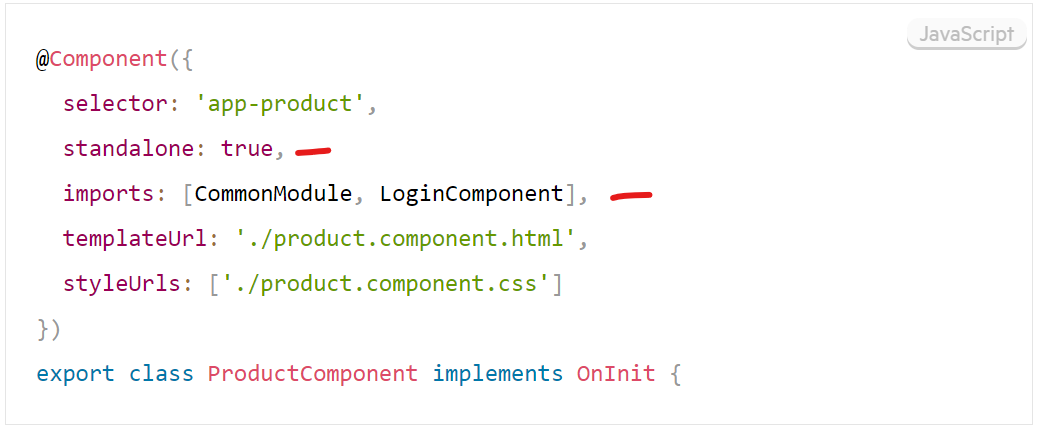 JavaScript
@Component({
  selector: 'app-product',
  standalone: true,
  imports: [CommonModule, LoginComponent],
  templateUrl: './product.component.html',
  styleUrls: ['./product.component.css']
})
export class ProductComponent implements OnInit {